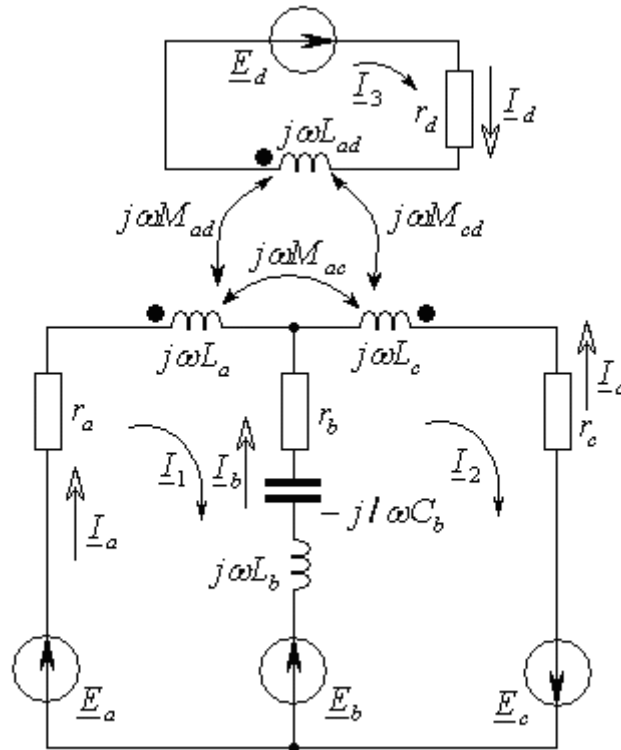 E_d
I_3
r_d
I_d
jωL_ad
jωM_ad
jωM_cd
jωM_ac
jωL_a
jωL_c
r_a
I_1
I_b
r_b
I_2
r_c
I_c
I_a
-j/ωC_b
jωL_b
E_a
E_b
E_c